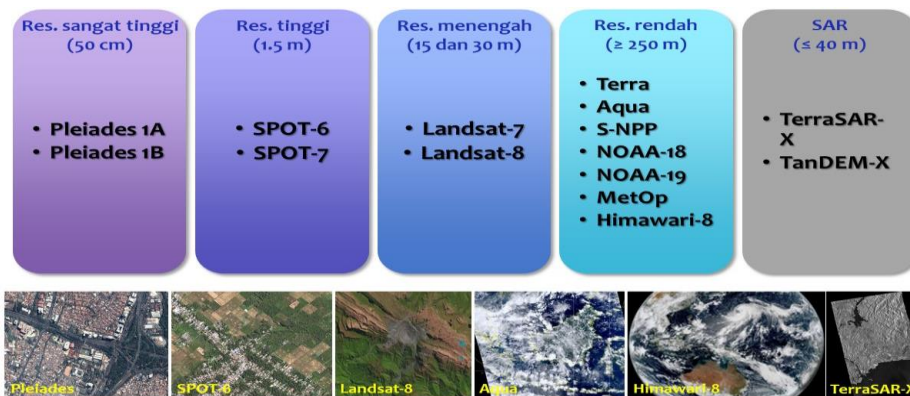 Res. sangat tinggi
(50 cm)
• Pleiades 1A
• Pleiades 1B
Res. tinggi
(1.5 m)
• SPOT-6
• SPOT-7
Res. menengah
(15 dan 30 m)
• Landsat-7
• Landsat-8
Res. rendah
(≥ 250 m)
• Terra
• Aqua
• S-NPP
• NOAA-18
• NOAA-19
• MetOp
• Himawari-8
SAR
(≤ 40 m)
• TerraSAR-
X
• TanDEM-X
Pleiades
SPOT-6
Landsat-8
Aqua
Himawari-8
TerraSAR-X